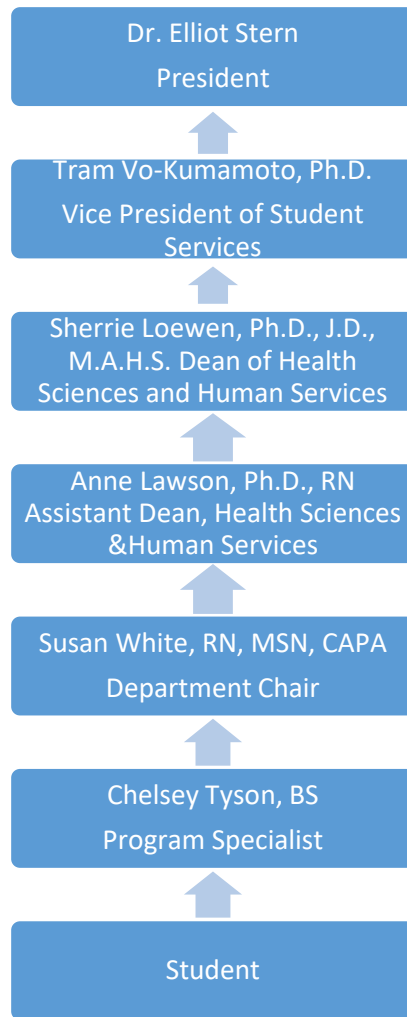 Dr. Elliot Stern
President
Tram Vo-Kumamoto, Ph.D.
Vice President of Student
Services
Sherrie Loewen, Ph.D., J.D.,
M.A.H.S. Dean of Health
Sciences and Human Services
Anne Lawson, Ph.D., RN
Assistant Dean, Health Sciences
&Human Services
Susan White, RN, MSN, CAPA
Department Chair
Chelsey Tyson, BS
Program Specialist
Student